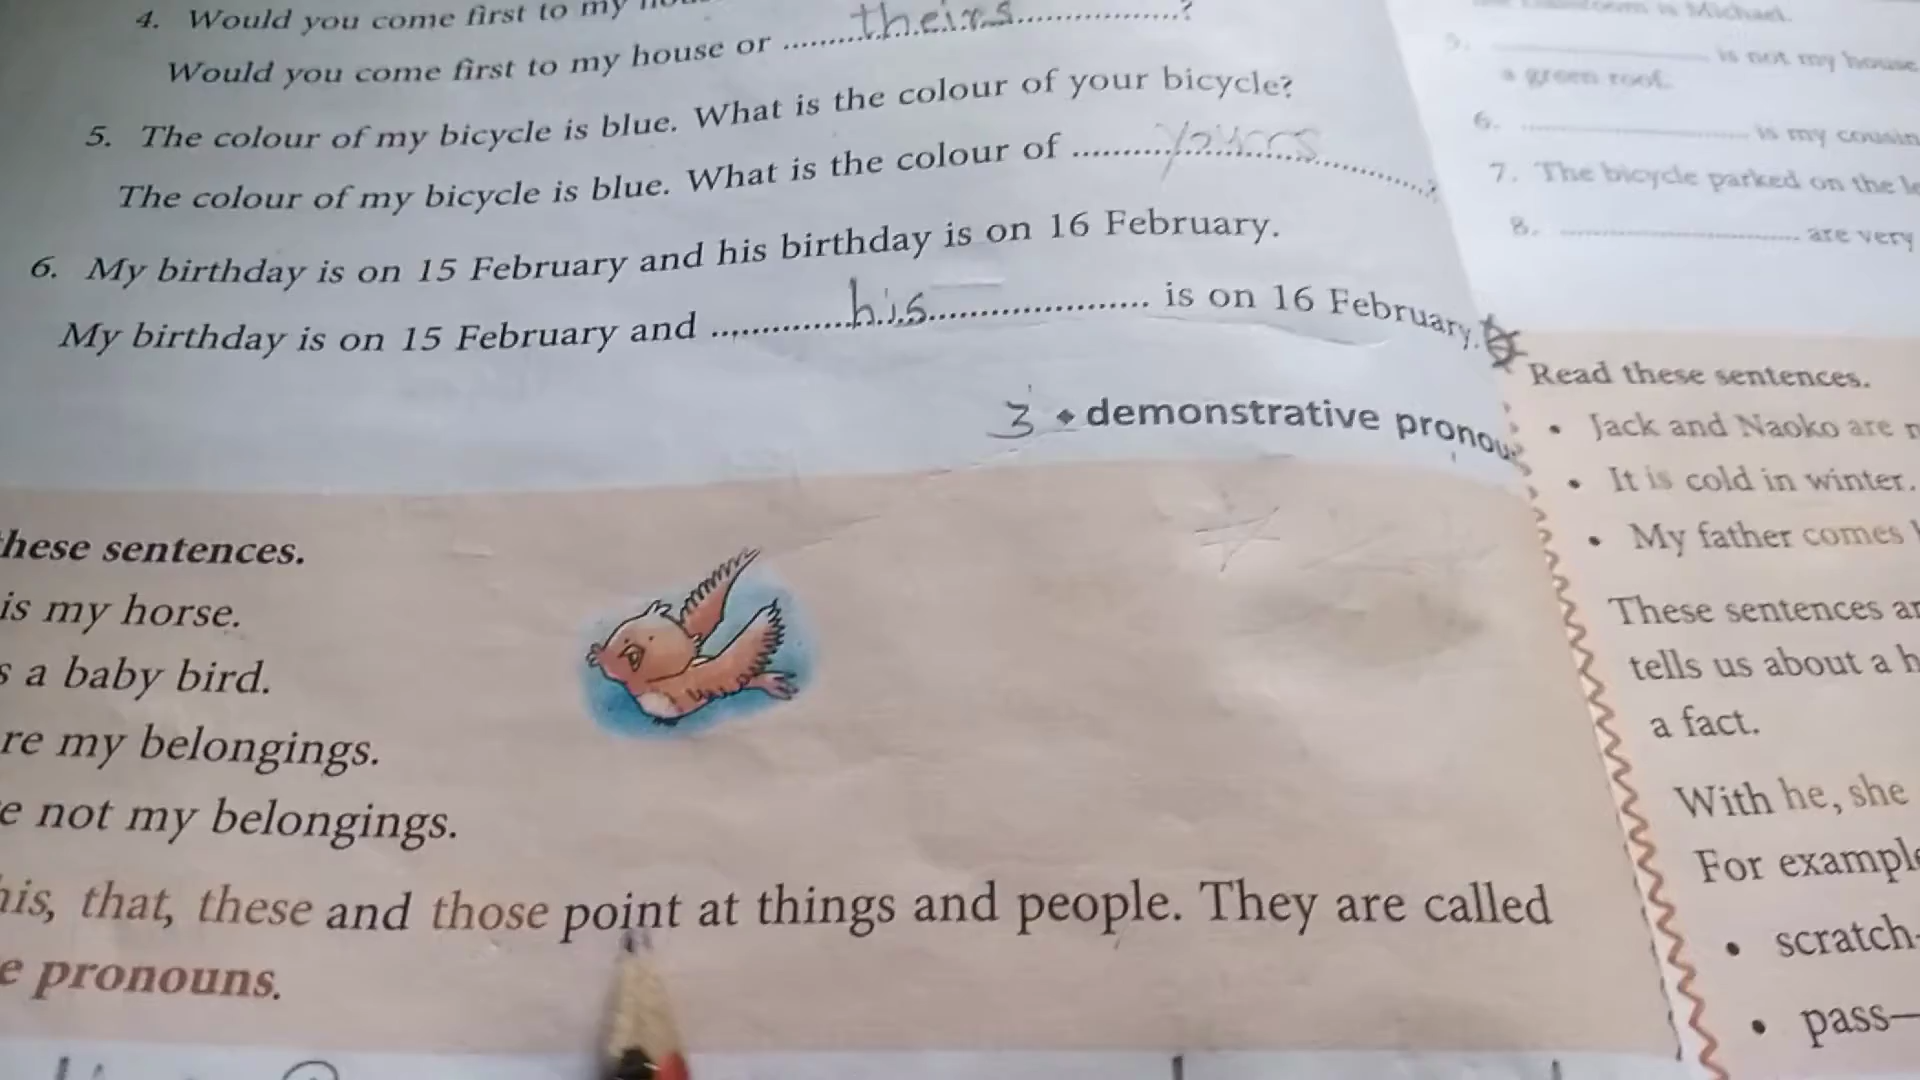 4. Would you come first to my
Would you come first to my house or theirs ?
5. The colour of my bicycle is blue. What is the colour of your bicycle?
The colour of my bicycle is blue. What is the colour of yours ?
6. My birthday is on 15 February and his birthday is on 16 February.
My birthday is on 15 February and his is on 16 February.
3 • demonstrative
these sentences.
is my horse.
s a baby bird.
re my belongings.
e not my belongings.
his, that, these and those point at things and people. They are called
e pronouns.
is Michael.
is not my house
a green roof.
6. is my cousin
7. The bicycle parked on the
8. are very
Read these sentences.
• Jack and Naoko are
• It is cold in winter.
• My father comes
These sentences
tells us about a
a fact.
With he, she
For example
• scratch-
• pass—